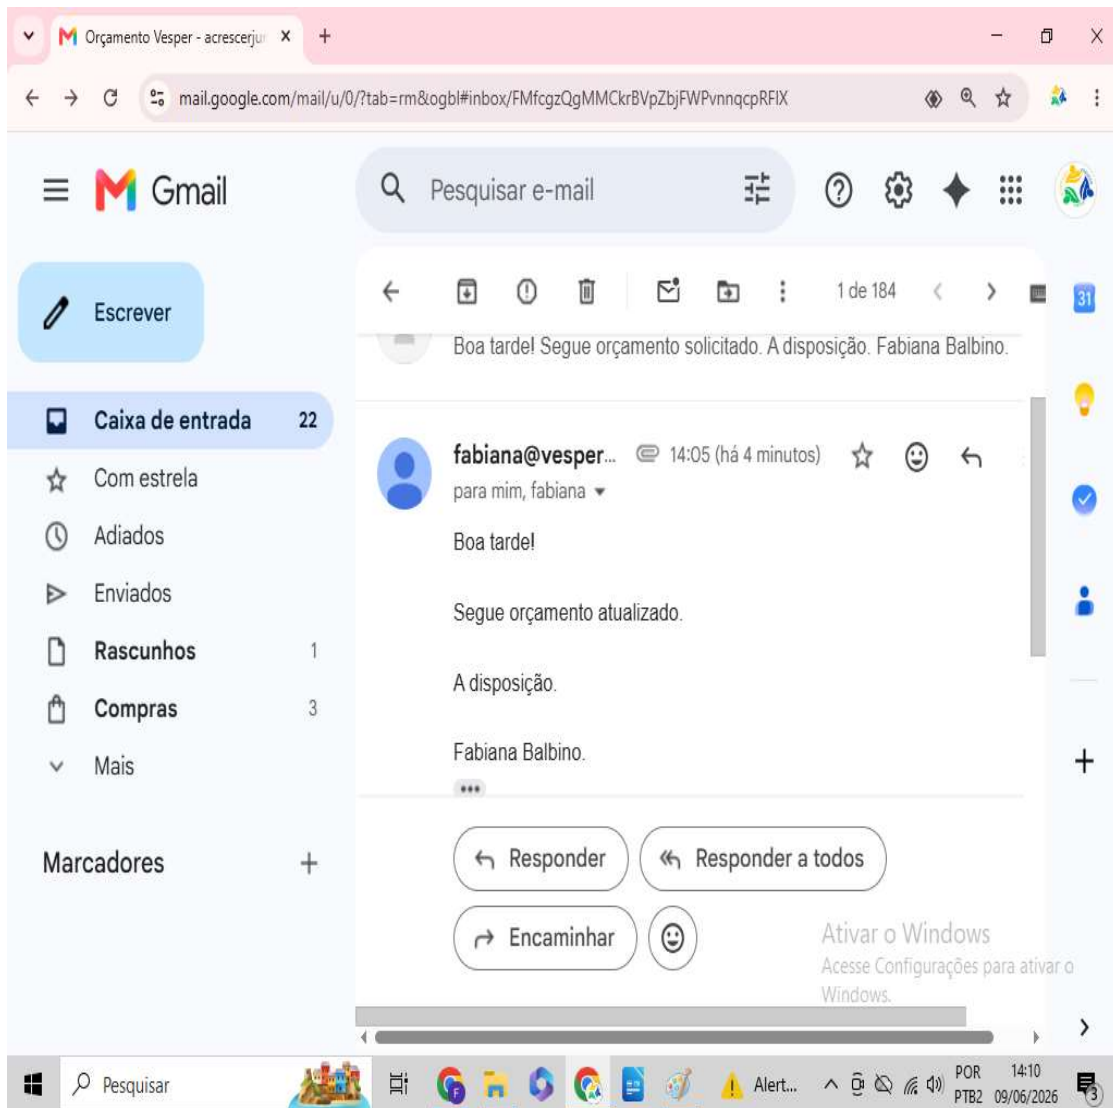 Orçamento Vesper - acrescerju
mail.google.com/mail/u/0/?tab=rm&ogbl#inbox/FMfcgzQgMMCkrBVpZbjFWPvnnqcpRFIX
Gmail
Pesquisar e-mail
Escrever
1 de 184
31
Boa tarde! Segue orçamento solicitado. A disposição. Fabiana Balbino.
Caixa de entrada 22
Com estrela
Adiados
Enviados
Rascunhos 1
Compras 3
Mais
Marcadores
fabiana@vesper... 14:05 (há 4 minutos)
para mim, fabiana
Boa tarde!
Segue orçamento atualizado.
A disposição.
Fabiana Balbino.
Responder
Responder a todos
Encaminhar
Ativar o Windows
Acesse Configurações para ativar o
Windows.
Pesquisar
Alert...
POR
PTB2
14:10
09/06/2026
3